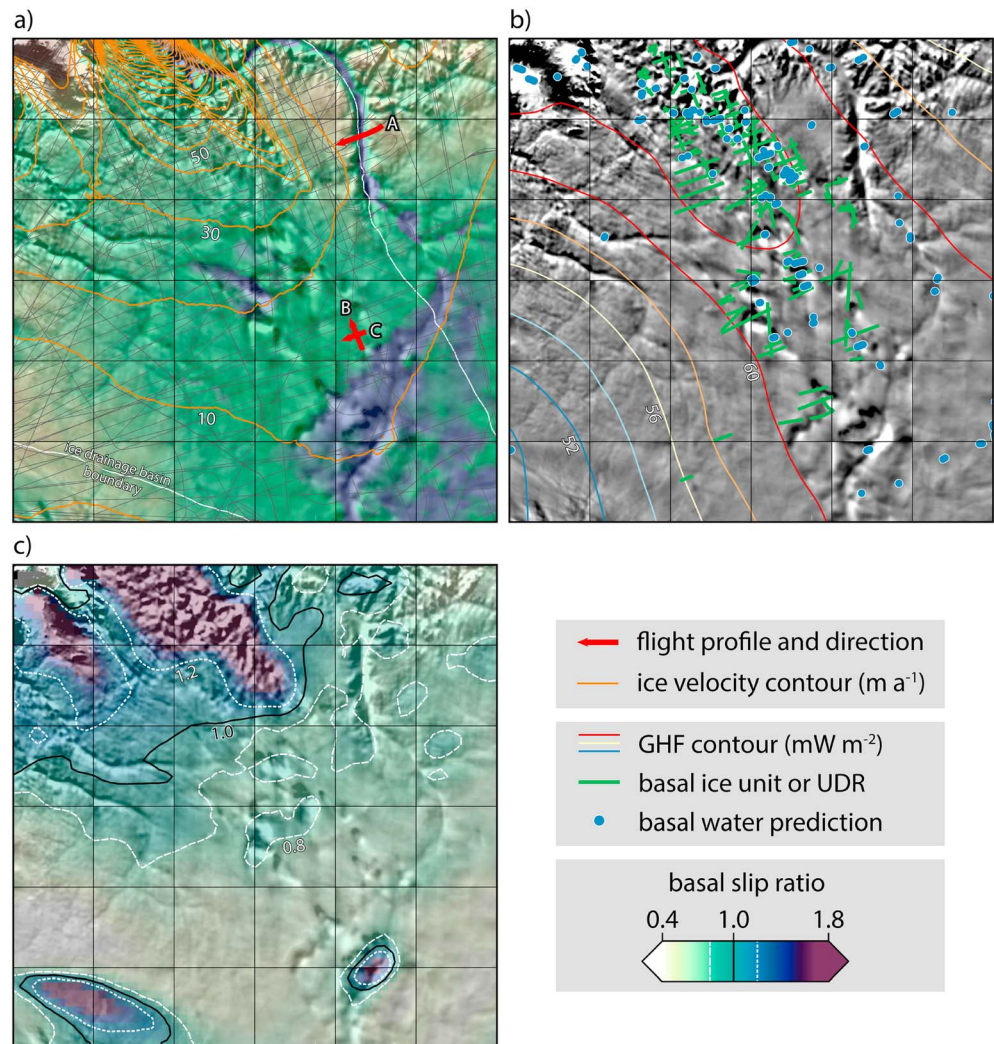 a)
A
50
30
B
C
10
ice drainage basin
boundary
b)
60
56
52
c)
1.2
1.0
0.8
flight profile and direction
ice velocity contour (m a⁻¹)
GHF contour (mW m⁻²)
basal ice unit or UDR
basal water prediction
basal slip ratio
0.4 1.0 1.8